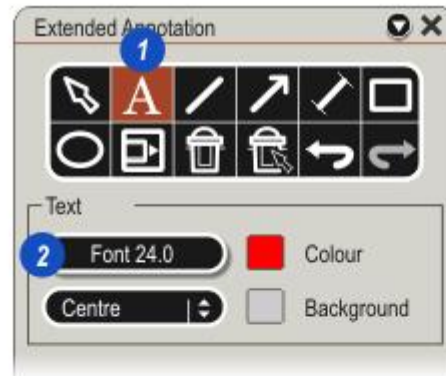 Extended Annotation
1
A
Text
2 Font 24.0 Colour
Centre Background